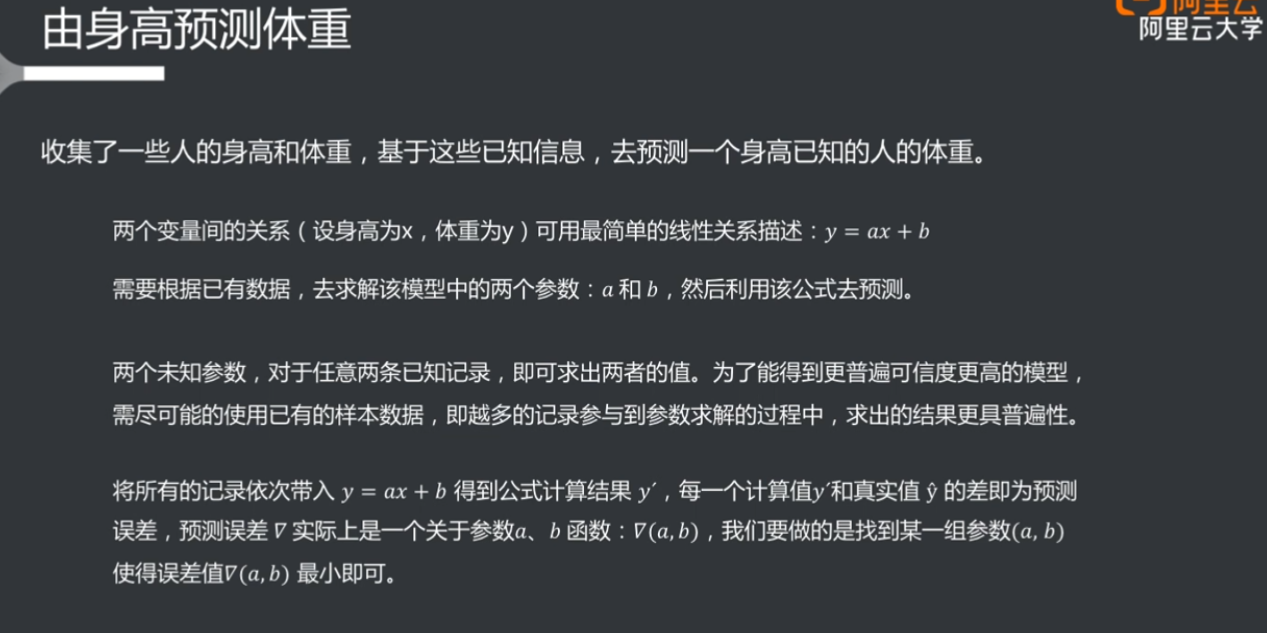 由身高预测体重
阿里云
阿里云大学
收集了一些人的身高和体重，基于这些已知信息，去预测一个身高已知的人的体重。
两个变量间的关系（设身高为x，体重为y）可用最简单的线性关系描述：y = ax + b
需要根据已有数据，去求解该模型中的两个参数：a 和 b，然后利用该公式去预测。
两个未知参数，对于任意两条已知记录，即可求出两者的值。为了能得到更普遍可信度更高的模型，
需尽可能的使用已有的样本数据，即越多的记录参与到参数求解的过程中，求出的结果更具普遍性。
将所有的记录依次带入 y = ax + b 得到公式计算结果 y′，每一个计算值y′和真实值 ŷ 的差即为预测
误差，预测误差 ∇ 实际上是一个关于参数a、b 函数：∇(a, b)，我们要做的是找到某一组参数(a, b)
使得误差值∇(a, b) 最小即可。